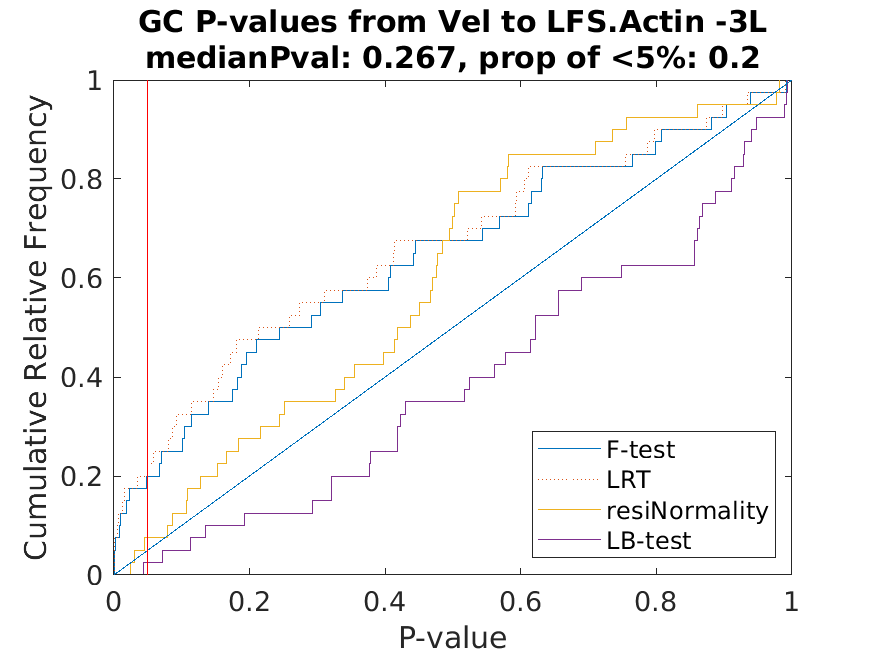 GC P-values from Vel to LFS.Actin -3L
medianPval: 0.267, prop of <5%: 0.2
1
0.8
0.6
0.4
0.2
0
Cumulative Relative Frequency
F-test
LRT
resiNormality
LB-test
0
0.2
0.4
0.6
0.8
1
P-value